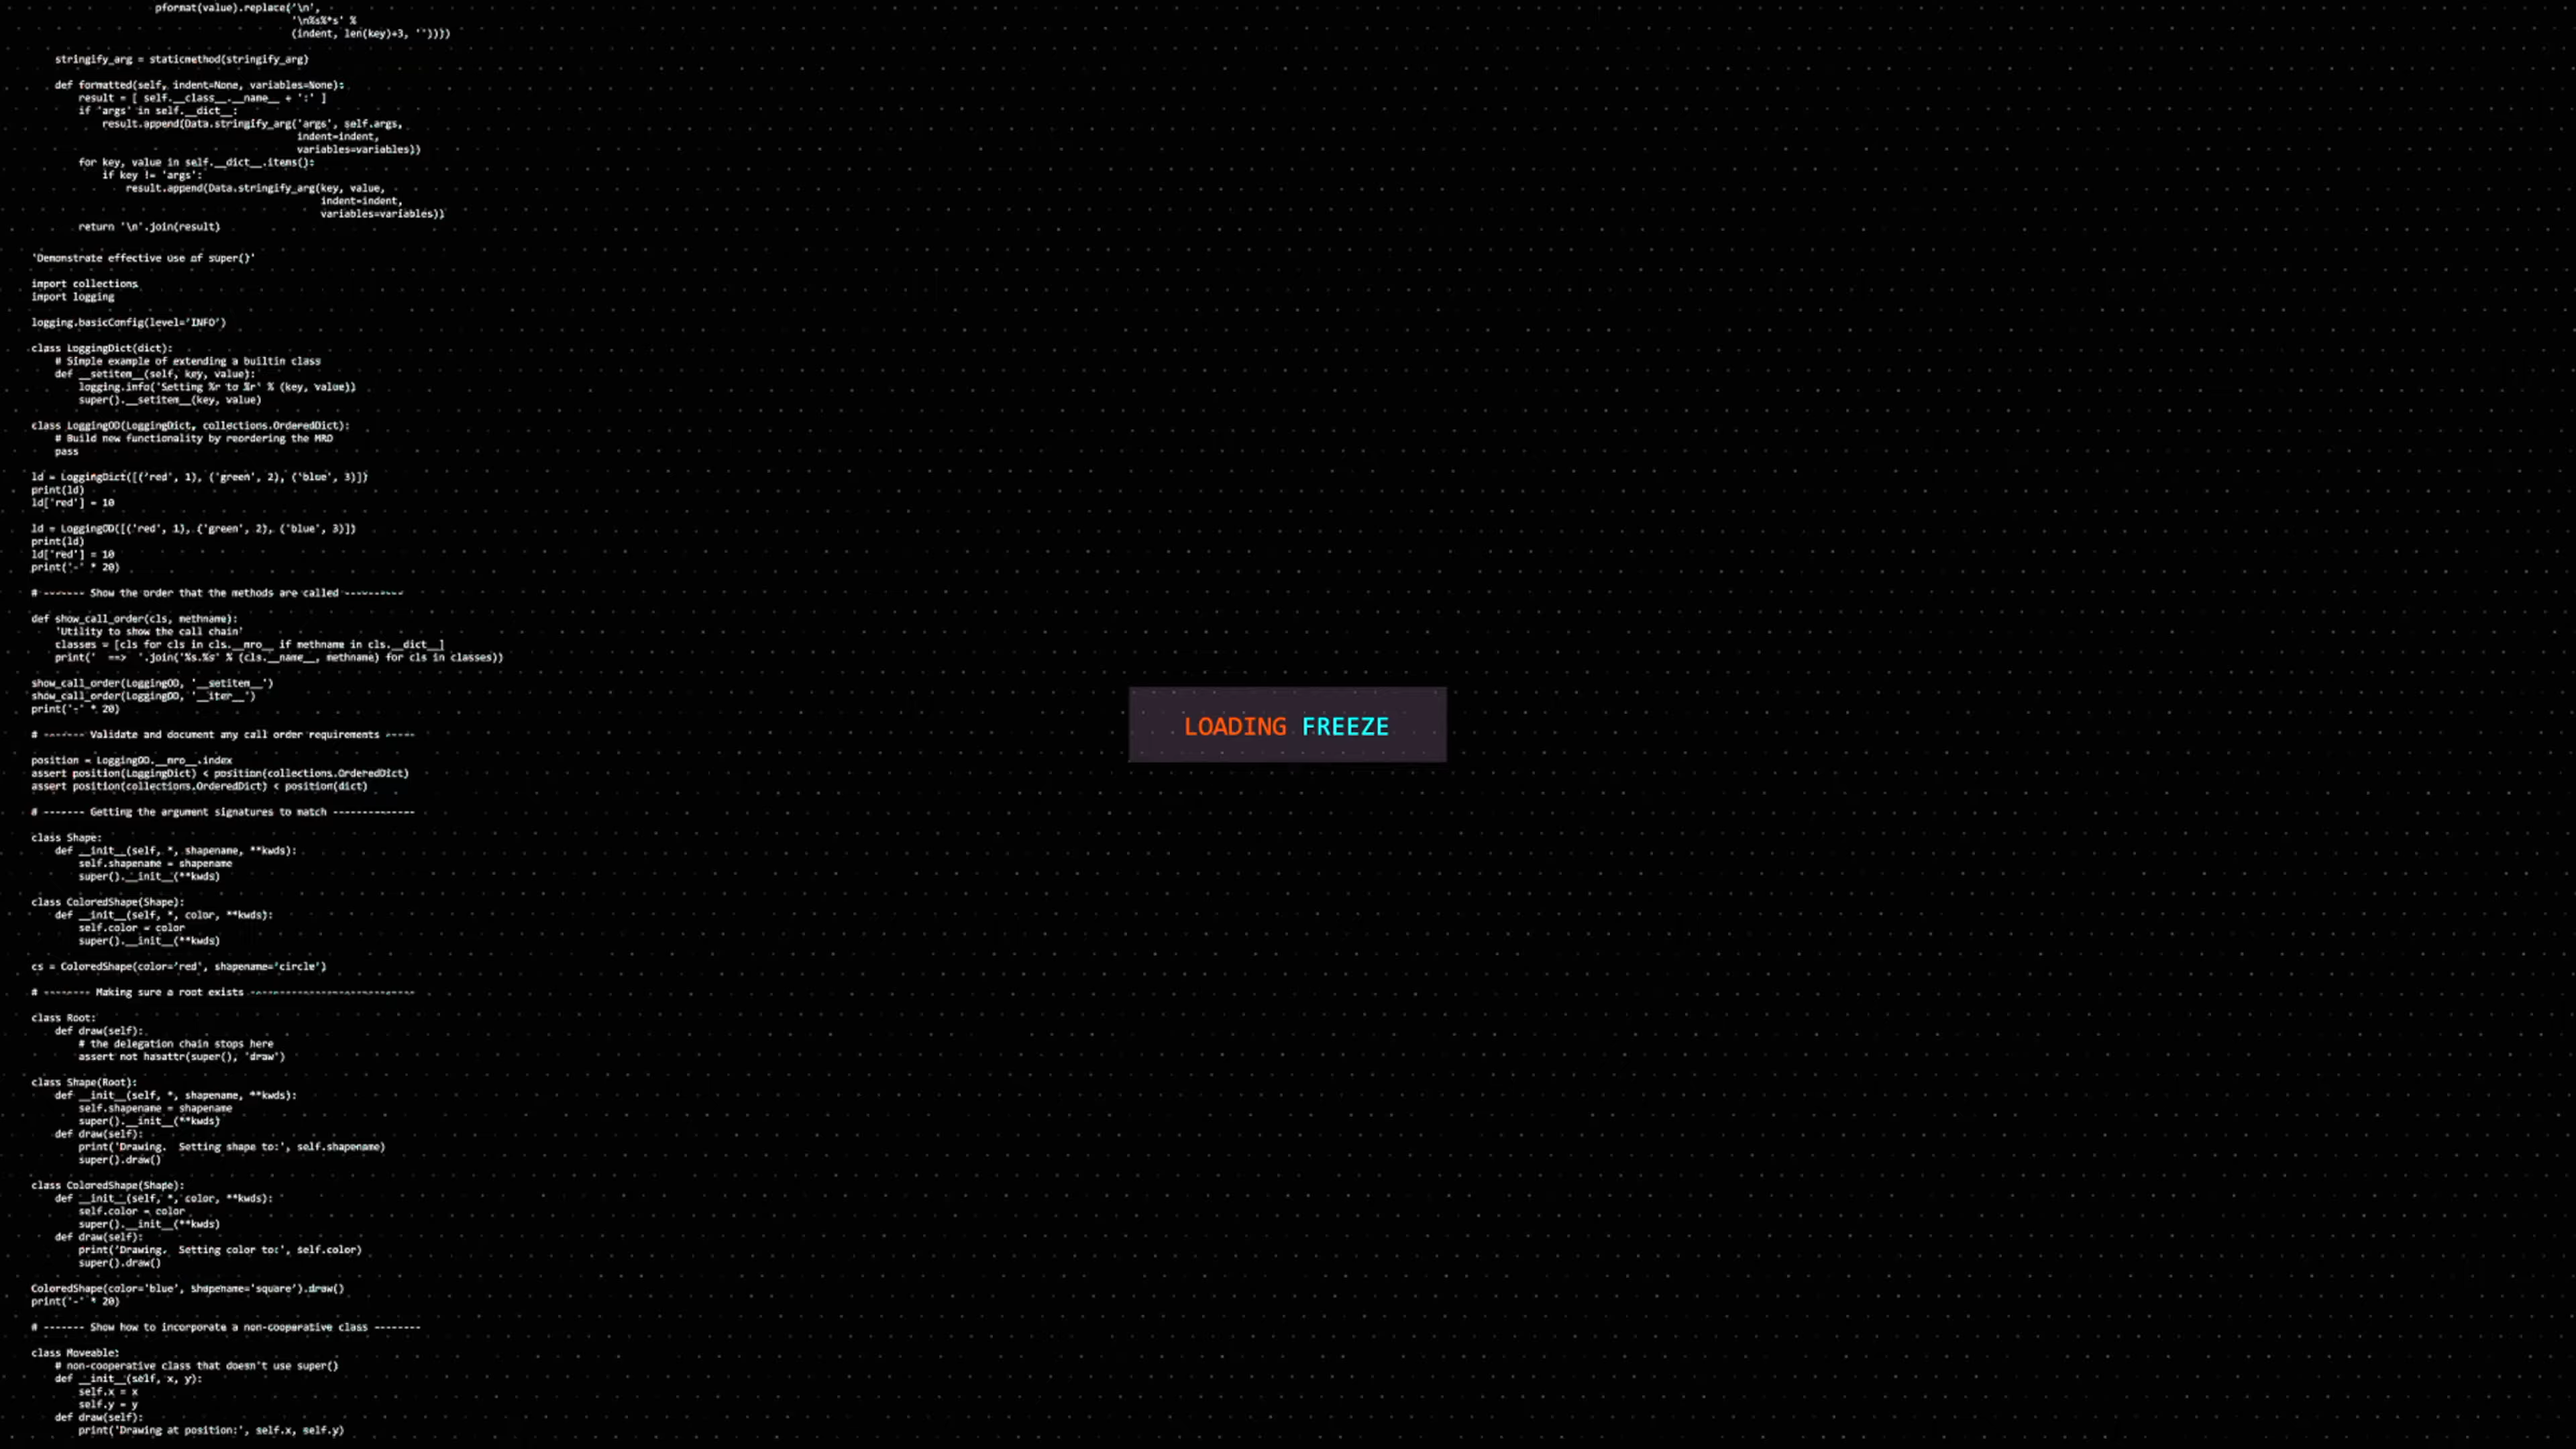 pformat(value).replace('\n',
'\n%s%*s' %
(indent, len(key)+3, ''))))
stringify_arg = staticmethod(stringify_arg)
def formatted(self, indent=None, variables=None):
result = [ self.__class__.__name__ + ':' ]
if 'args' in self.__dict__:
result.append(Data.stringify_arg('args', self.args,
indent=indent,
variables=variables))
for key, value in self.__dict__.items():
if key != 'args':
result.append(Data.stringify_arg(key, value,
indent=indent,
variables=variables))
return '\n'.join(result)
'Demonstrate effective use of super()'
import collections
import logging
logging.basicConfig(level='INFO')
class LoggingDict(dict):
# Simple example of extending a builtin class
def __setitem__(self, key, value):
logging.info('Setting %r to %r' % (key, value))
super().__setitem__(key, value)
class LoggingOD(LoggingDict, collections.OrderedDict):
# Build new functionality by reordering the MRO
pass
ld = LoggingDict([('red', 1), ('green', 2), ('blue', 3)])
print(ld)
ld['red'] = 10
ld = LoggingOD([('red', 1), ('green', 2), ('blue', 3)])
print(ld)
ld['red'] = 10
print('-' * 20)
# ------- Show the order that the methods are called ----------
def show_call_order(cls, methname):
'Utility to show the call chain'
classes = [cls for cls in cls.__mro__ if methname in cls.__dict__]
print('  ==>  '.join('%s.%s' % (cls.__name__, methname) for cls in classes))
show_call_order(LoggingOD, '__setitem__')
show_call_order(LoggingOD, '__iter__')
print('-' * 20)
# ------- Validate and document any call order requirements -----
position = LoggingOD.__mro__.index
assert position(LoggingDict) < position(collections.OrderedDict)
assert position(collections.OrderedDict) < position(dict)
# ------- Getting the argument signatures to match --------------
class Shape:
def __init__(self, *, shapename, **kwds):
self.shapename = shapename
super().__init__(**kwds)
class ColoredShape(Shape):
def __init__(self, *, color, **kwds):
self.color = color
super().__init__(**kwds)
cs = ColoredShape(color='red', shapename='circle')
# -------- Making sure a root exists ----------------------------
class Root:
def draw(self):
# the delegation chain stops here
assert not hasattr(super(), 'draw')
class Shape(Root):
def __init__(self, *, shapename, **kwds):
self.shapename = shapename
super().__init__(**kwds)
def draw(self):
print('Drawing.  Setting shape to:', self.shapename)
super().draw()
class ColoredShape(Shape):
def __init__(self, *, color, **kwds):
self.color = color
super().__init__(**kwds)
def draw(self):
print('Drawing.  Setting color to:', self.color)
super().draw()
ColoredShape(color='blue', shapename='square').draw()
print('-' * 20)
# ------- Show how to incorporate a non-cooperative class --------
class Moveable:
# non-cooperative class that doesn't use super()
def __init__(self, x, y):
self.x = x
self.y = y
def draw(self):
print('Drawing at position:', self.x, self.y)
LOADING FREEZE